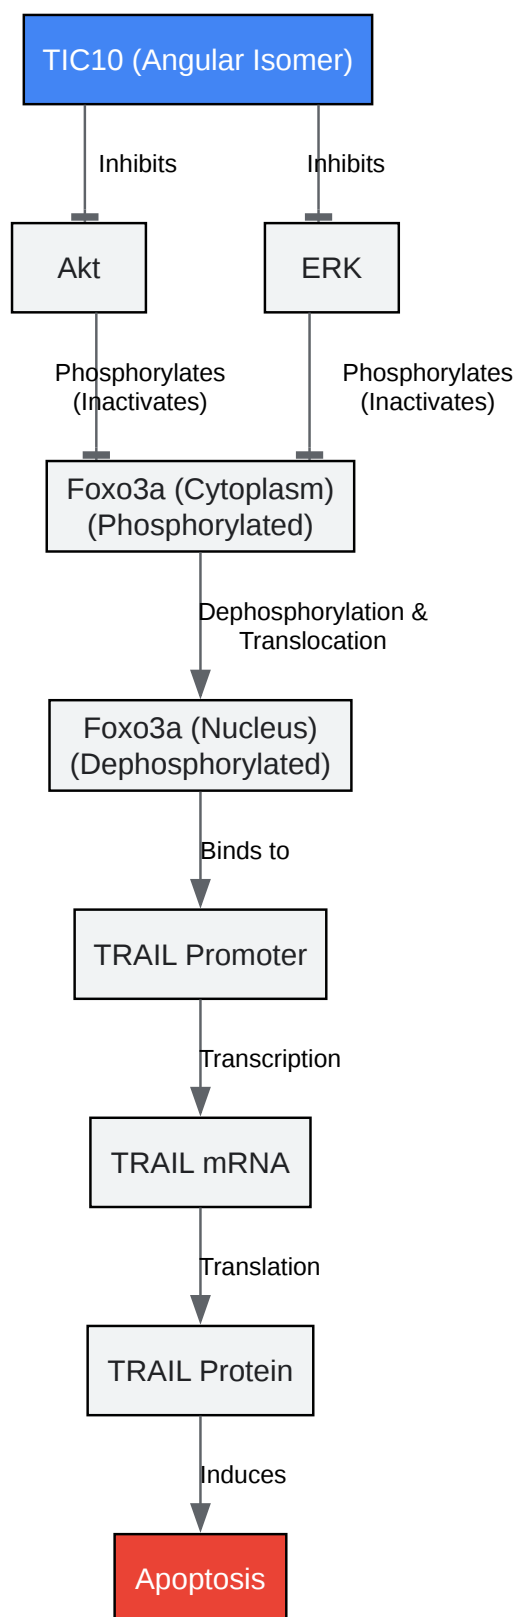 TIC10 (Angular Isomer)
Inhibits
Inhibits
Akt
ERK
Phosphorylates
(Inactivates)
Phosphorylates
(Inactivates)
Foxo3a (Cytoplasm)
(Phosphorylated)
Dephosphorylation &
Translocation
Foxo3a (Nucleus)
(Dephosphorylated)
Binds to
TRAIL Promoter
Transcription
TRAIL mRNA
Translation
TRAIL Protein
Induces
Apoptosis